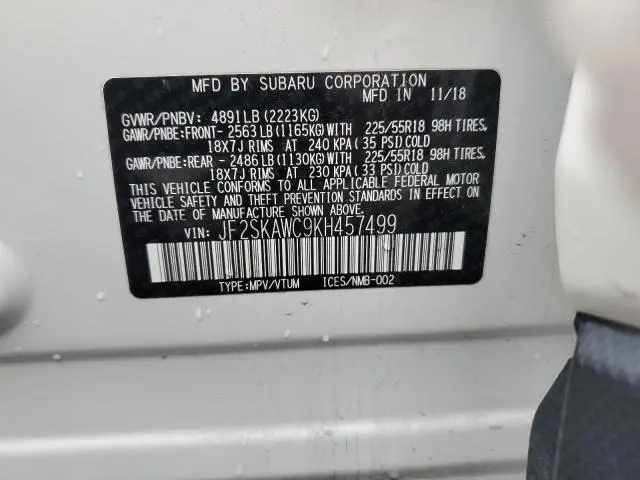 MFD BY SUBARU CORPORATION
MFD IN 11/18
GVWR/PNBV: 4891LB (2223KG)
GAWR/PNBE:FRONT- 2563LB (1165KG)WITH 225/55R18 98H TIRES,
18X7J RIMS AT 240 KPA( 35 PSI)COLD
GAWR/PNBE:REAR - 2486LB (1130KG)WITH 225/55R18 98H TIRES,
18X7J RIMS AT 230 KPA( 33 PSI)COLD
THIS VEHICLE CONFORMS TO ALL APPLICABLE FEDERAL MOTOR
VEHICLE SAFETY AND THEFT PREVENTION STANDARDS IN EFFECT ON
THE DATE OF MANUFACTURE SHOWN ABOVE.
VIN: JF2SKAWC9KH457499
TYPE:MPV/VTUM ICES/NMB-002